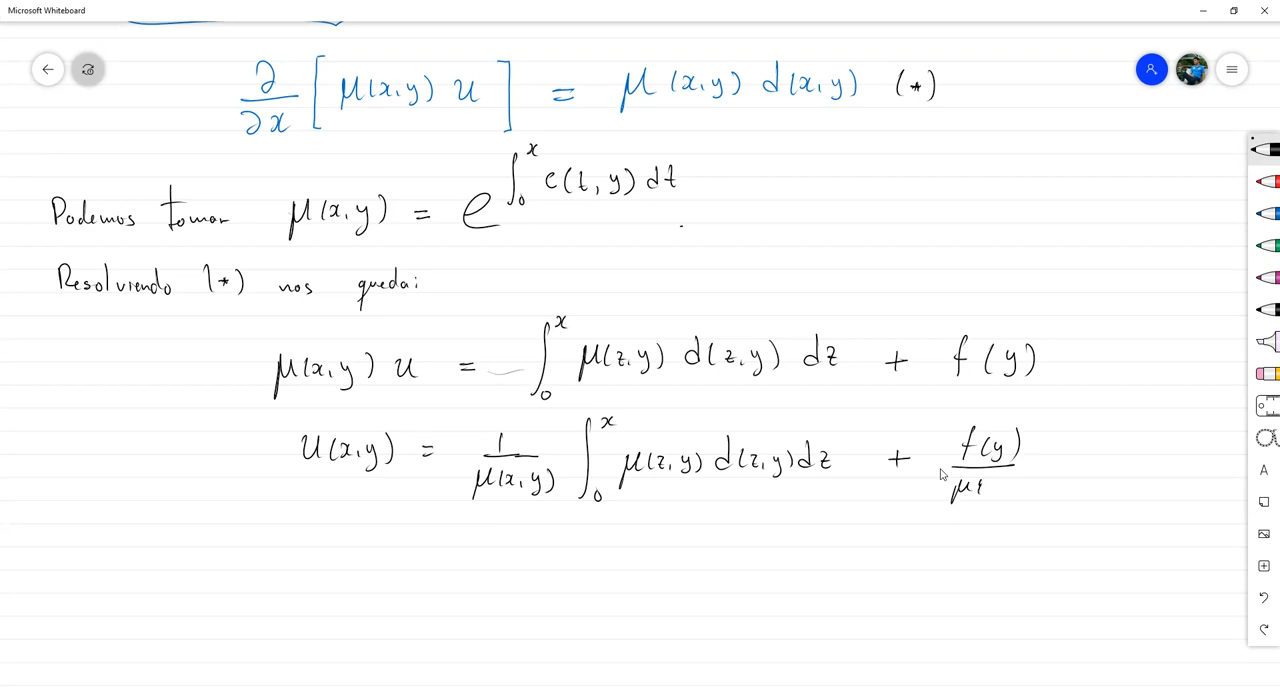 Microsoft Whiteboard
∂/∂x [ μ(x,y) u ] = μ(x,y) d(x,y) (*)
Podemos tomar μ(x,y) = e^{∫_0^x c(t,y) dt}.
Resolviendo (*) nos queda:
μ(x,y) u = ∫_0^x μ(z,y) d(z,y) dz + f(y)
u(x,y) = 1/μ(x,y) ∫_0^x μ(z,y) d(z,y) dz + f(y)/μ(
A